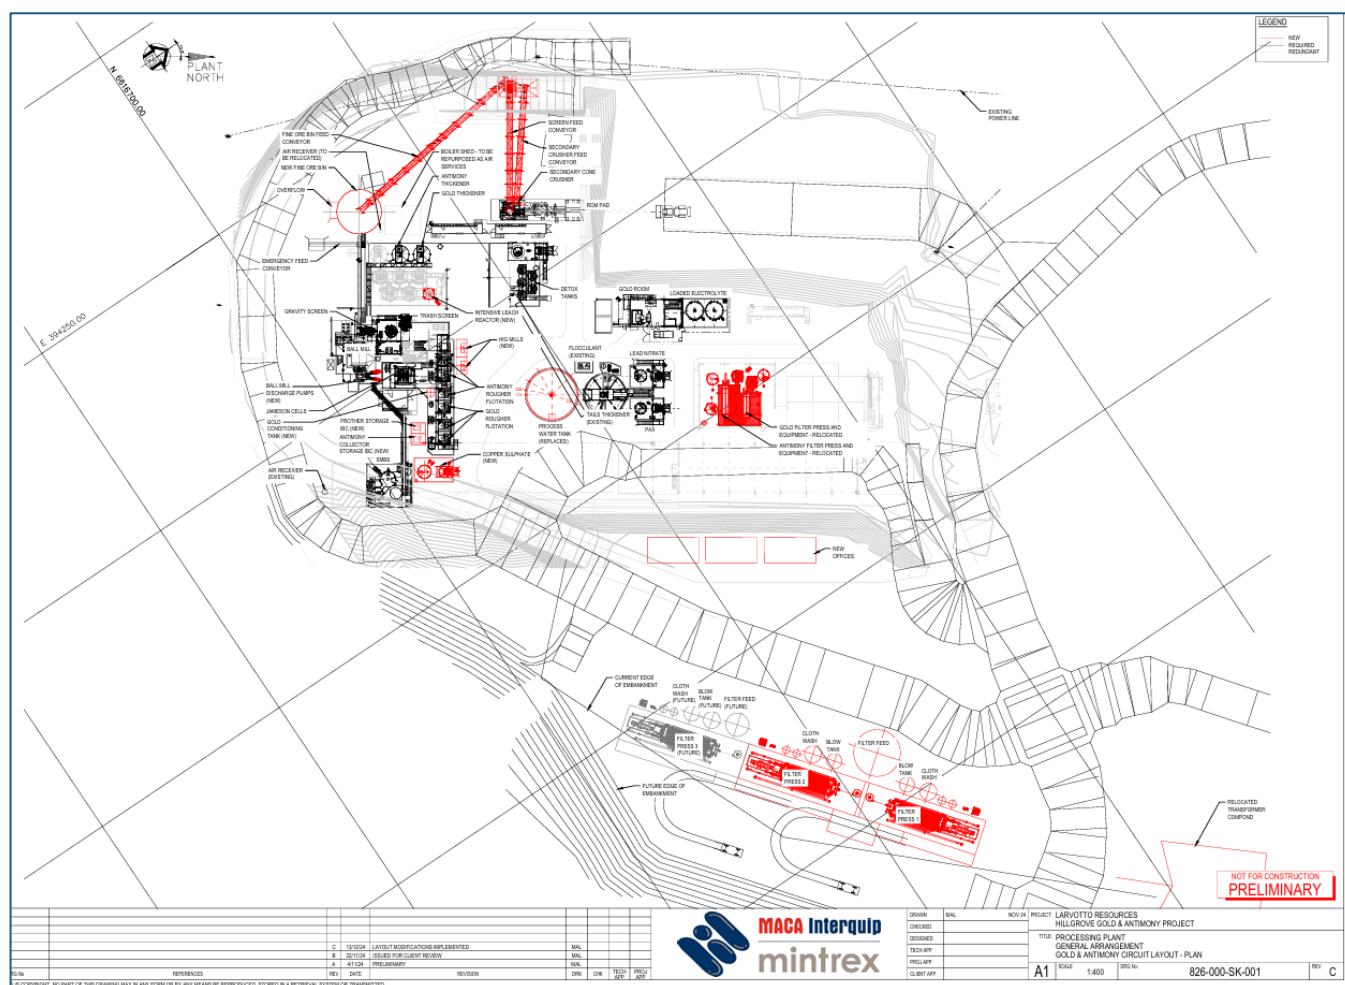 LEGEND
NEW
REQUIRED
REDUNDANT
PLANT
NORTH
N 6616700.00
E 394250.00
EXISTING
POWER LINE
FINE ORE BIN FEED
CONVEYOR
AIR RECEIVER (TO
BE RELOCATED)
NEW FINE ORE BIN
OVERFLOW
BOILER SHED - TO BE
REPURPOSED AS AIR
SERVICES
ANTIMONY
THICKENER
GOLD THICKENER
SCREEN FEED
CONVEYOR
SECONDARY
CRUSHER FEED
CONVEYOR
SECONDARY CONE
CRUSHER
ROM PAD
EMERGENCY FEED
CONVEYOR
DETOX
TANKS
GOLD ROOM
LOADED ELECTROLYTE
GRAVITY SCREEN
TRASH SCREEN
INTENSIVE LEACH
REACTOR (NEW)
BALL MILL
HIG MILLS
(NEW)
FLOCCULANT
(EXISTING)
LEAD NITRATE
BALL MILL
DISCHARGE PUMPS
(NEW)
JAMESON CELLS
GOLD
CONDITIONING
TANK (NEW)
ANTIMONY
ROUGHER
FLOTATION
GOLD
ROUGHER
FLOTATION
FROTHER STORAGE
IBC (NEW)
ANTIMONY
COLLECTOR
STORAGE IBC (NEW)
SMBS
PROCESS
WATER TANK
(REPLACED)
TAILS THICKENER
(EXISTING)
PAX
GOLD FILTER PRESS AND
EQUIPMENT - RELOCATED
ANTIMONY FILTER PRESS AND
EQUIPMENT - RELOCATED
AIR RECEIVER
(EXISTING)
COPPER SULPHATE
(NEW)
NEW
OFFICES
CURRENT EDGE
OF EMBANKMENT
CLOTH
WASH
(FUTURE)
BLOW
TANK
(FUTURE)
FILTER FEED
(FUTURE)
FILTER
PRESS 3
(FUTURE)
CLOTH
WASH
BLOW
TANK
FILTER FEED
FILTER
PRESS 2
BLOW
TANK
CLOTH
WASH
FILTER
PRESS 1
FUTURE EDGE OF
EMBANKMENT
RELOCATED
TRANSFORMER
COMPOND
NOT FOR CONSTRUCTION
PRELIMINARY
C 13/12/24 LAYOUT MODIFICATIONS IMPLEMENTED MAL
B 22/11/24 ISSUED FOR CLIENT REVIEW MAL
A 4/11/24 PRELIMINARY MAL
REFERENCES REV DATE REVISION DRN CHK TECH APP PROJ APP
MACA Interquip
mintrex
DRAWN MAL NOV 24
CHECKED
DESIGNED
TECH APP
PROJ APP
CLIENT APP
PROJECT: LARVOTTO RESOURCES
HILLGROVE GOLD & ANTIMONY PROJECT
TITLE: PROCESSING PLANT
GENERAL ARRANGEMENT
GOLD & ANTIMONY CIRCUIT LAYOUT - PLAN
A1 SCALE 1:400 DRG No. 826-000-SK-001 REV C